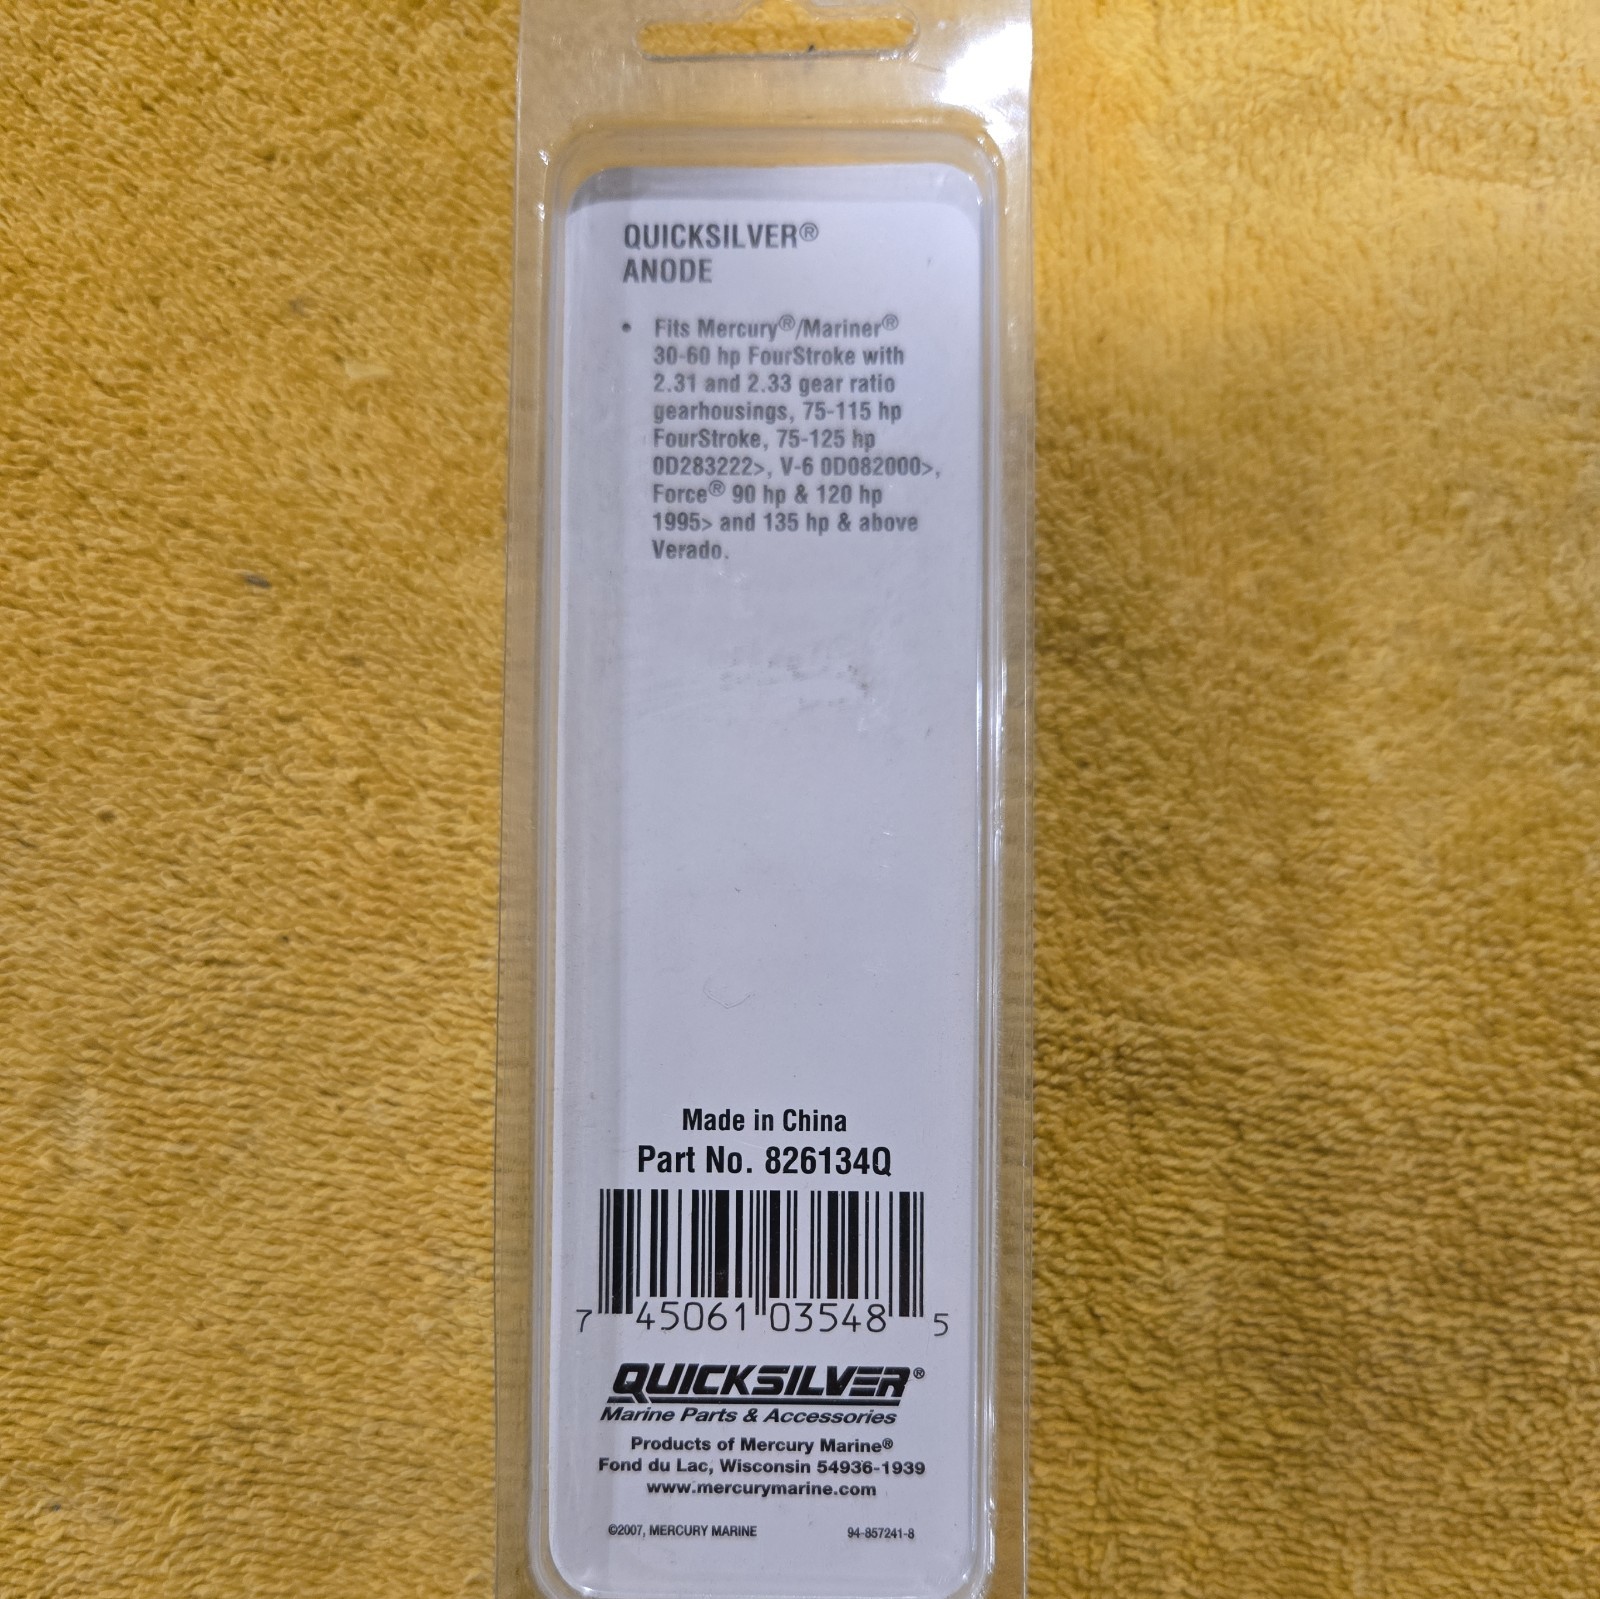 QUICKSILVER®
ANODE
• Fits Mercury®/Mariner®
30-60 hp FourStroke with
2.31 and 2.33 gear ratio
gearhousings, 75-115 hp
FourStroke, 75-125 hp
0D283222>, V-6 0D082000>,
Force® 90 hp & 120 hp
1995> and 135 hp & above
Verado.
Made in China
Part No. 826134Q
7 45061 03548 5
QUICKSILVER®
Marine Parts & Accessories
Products of Mercury Marine®
Fond du Lac, Wisconsin 54936-1939
www.mercurymarine.com
©2007, MERCURY MARINE 94-857241-8